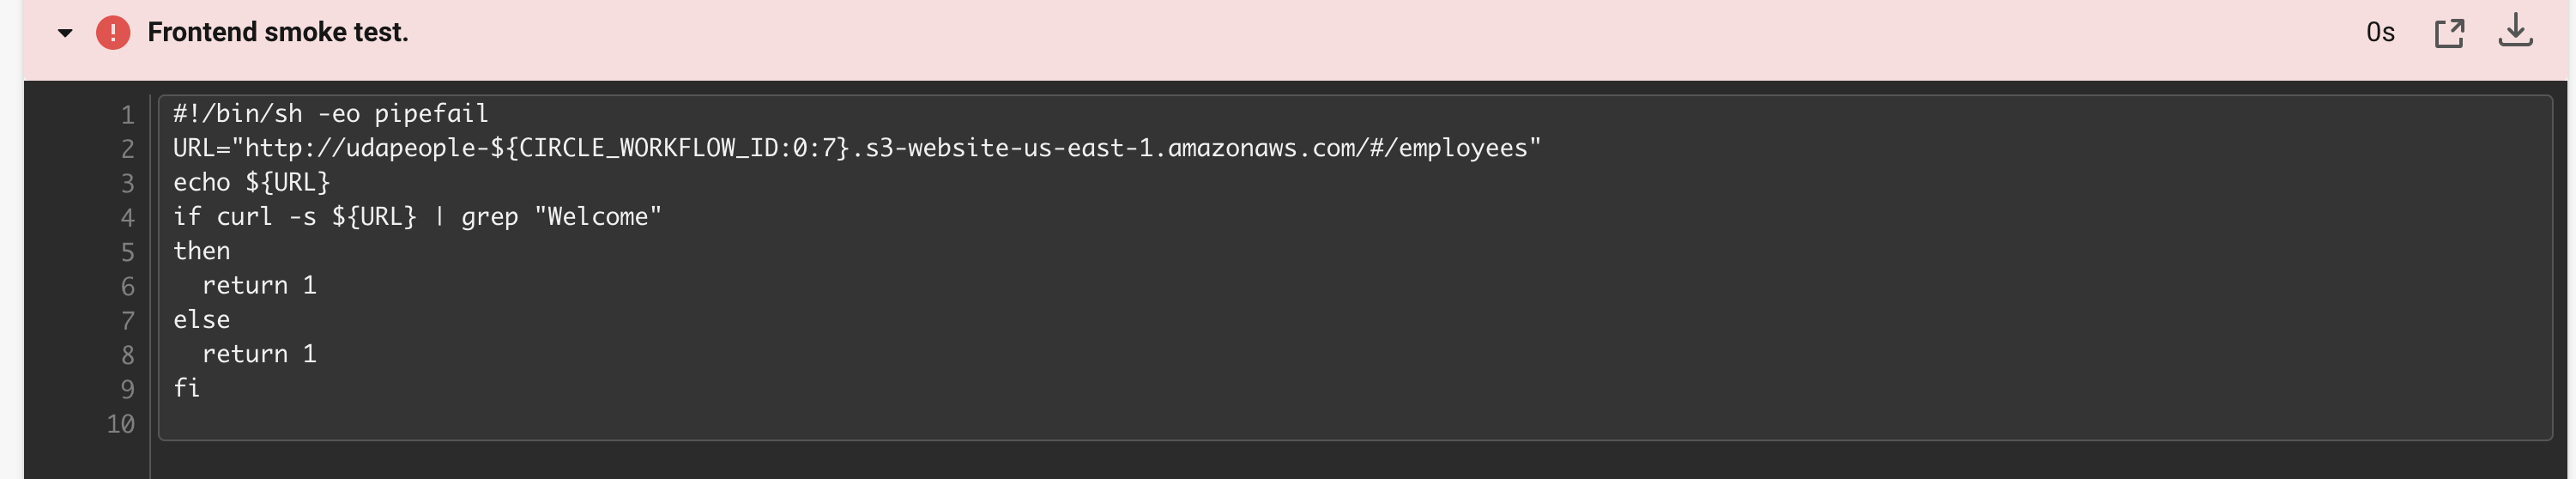 Frontend smoke test.
0s
1 #!/bin/sh -eo pipefail
2 URL="http://udapeople-${CIRCLE_WORKFLOW_ID:0:7}.s3-website-us-east-1.amazonaws.com/#/employees"
3 echo ${URL}
4 if curl -s ${URL} | grep "Welcome"
5 then
6   return 1
7 else
8   return 1
9 fi
10